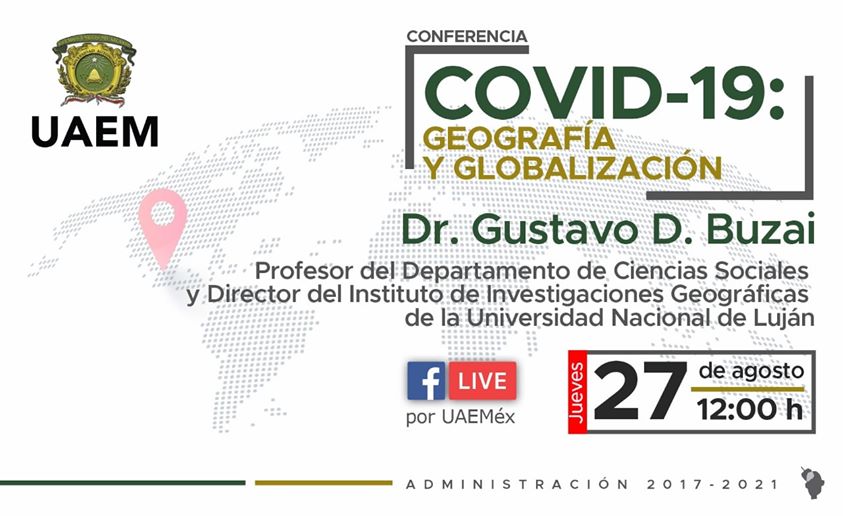 UAEM
CONFERENCIA
COVID-19:
GEOGRAFÍA
Y GLOBALIZACIÓN
Dr. Gustavo D. Buzai
Profesor del Departamento de Ciencias Sociales
y Director del Instituto de Investigaciones Geográficas
de la Universidad Nacional de Luján
f LIVE
por UAEMéx
Jueves
27
de agosto
12:00 h
ADMINISTRACIÓN 2017-2021